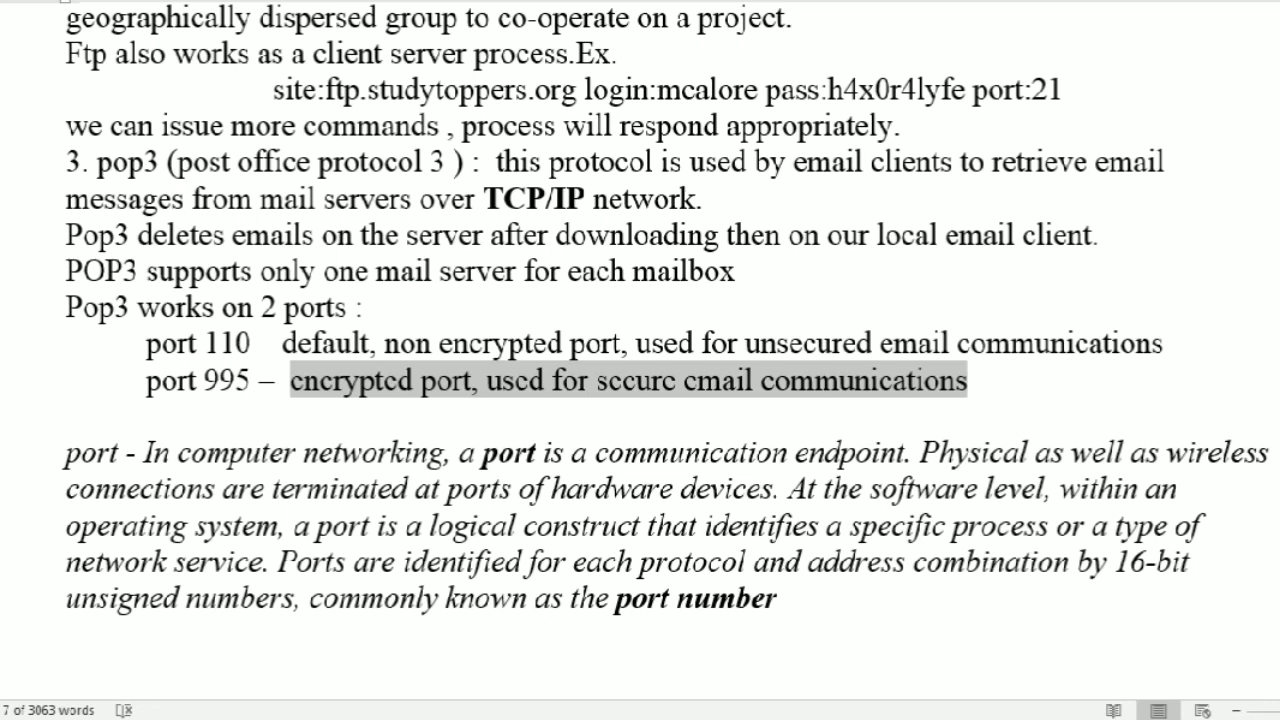 geographically dispersed group to co-operate on a project.
Ftp also works as a client server process.Ex.
site:ftp.studytoppers.org login:mcalore pass:h4x0r4lyfe port:21
we can issue more commands , process will respond appropriately.
3. pop3 (post office protocol 3 ) :  this protocol is used by email clients to retrieve email
messages from mail servers over TCP/IP network.
Pop3 deletes emails on the server after downloading then on our local email client.
POP3 supports only one mail server for each mailbox
Pop3 works on 2 ports :
port 110    default, non encrypted port, used for unsecured email communications
port 995 –  encrypted port, used for secure email communications
port - In computer networking, a port is a communication endpoint. Physical as well as wireless
connections are terminated at ports of hardware devices. At the software level, within an
operating system, a port is a logical construct that identifies a specific process or a type of
network service. Ports are identified for each protocol and address combination by 16-bit
unsigned numbers, commonly known as the port number
7 of 3063 words